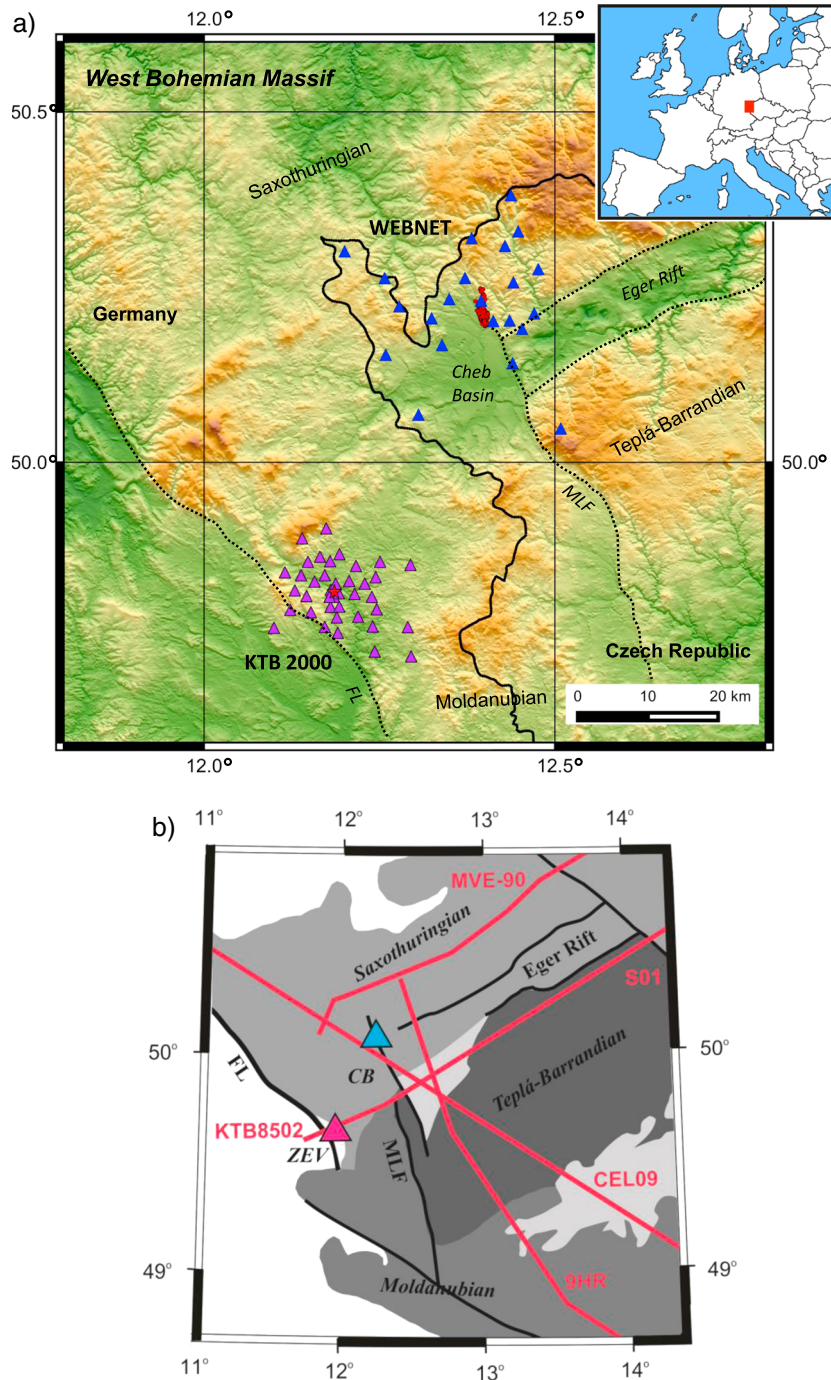 a)
12.0°
12.5°
West Bohemian Massif
50.5°
Saxothuringian
WEBNET
Eger Rift
Germany
Cheb
Basin
Teplá-Barrandian
50.0°
50.0°
MLF
KTB 2000
Czech Republic
FL
Moldanubian
0 10 20 km
12.0°
12.5°
b)
11°
12°
13°
14°
MVE-90
Saxothuringian
Eger Rift
S01
50°
50°
FL
CB
Teplá-Barrandian
KTB8502
ZEV
MLF
CEL09
49°
49°
9HR
Moldanubian
11°
12°
13°
14°